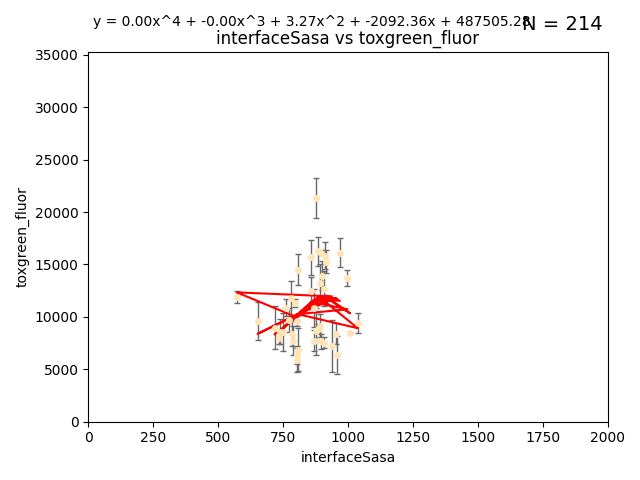 y = 0.00x^4 + -0.00x^3 + 3.27x^2 + -2092.36x + 487505.28
N = 214
interfaceSasa vs toxgreen_fluor
35000
30000
25000
20000
15000
10000
5000
0
toxgreen_fluor
0 250 500 750 1000 1250 1500 1750 2000
interfaceSasa